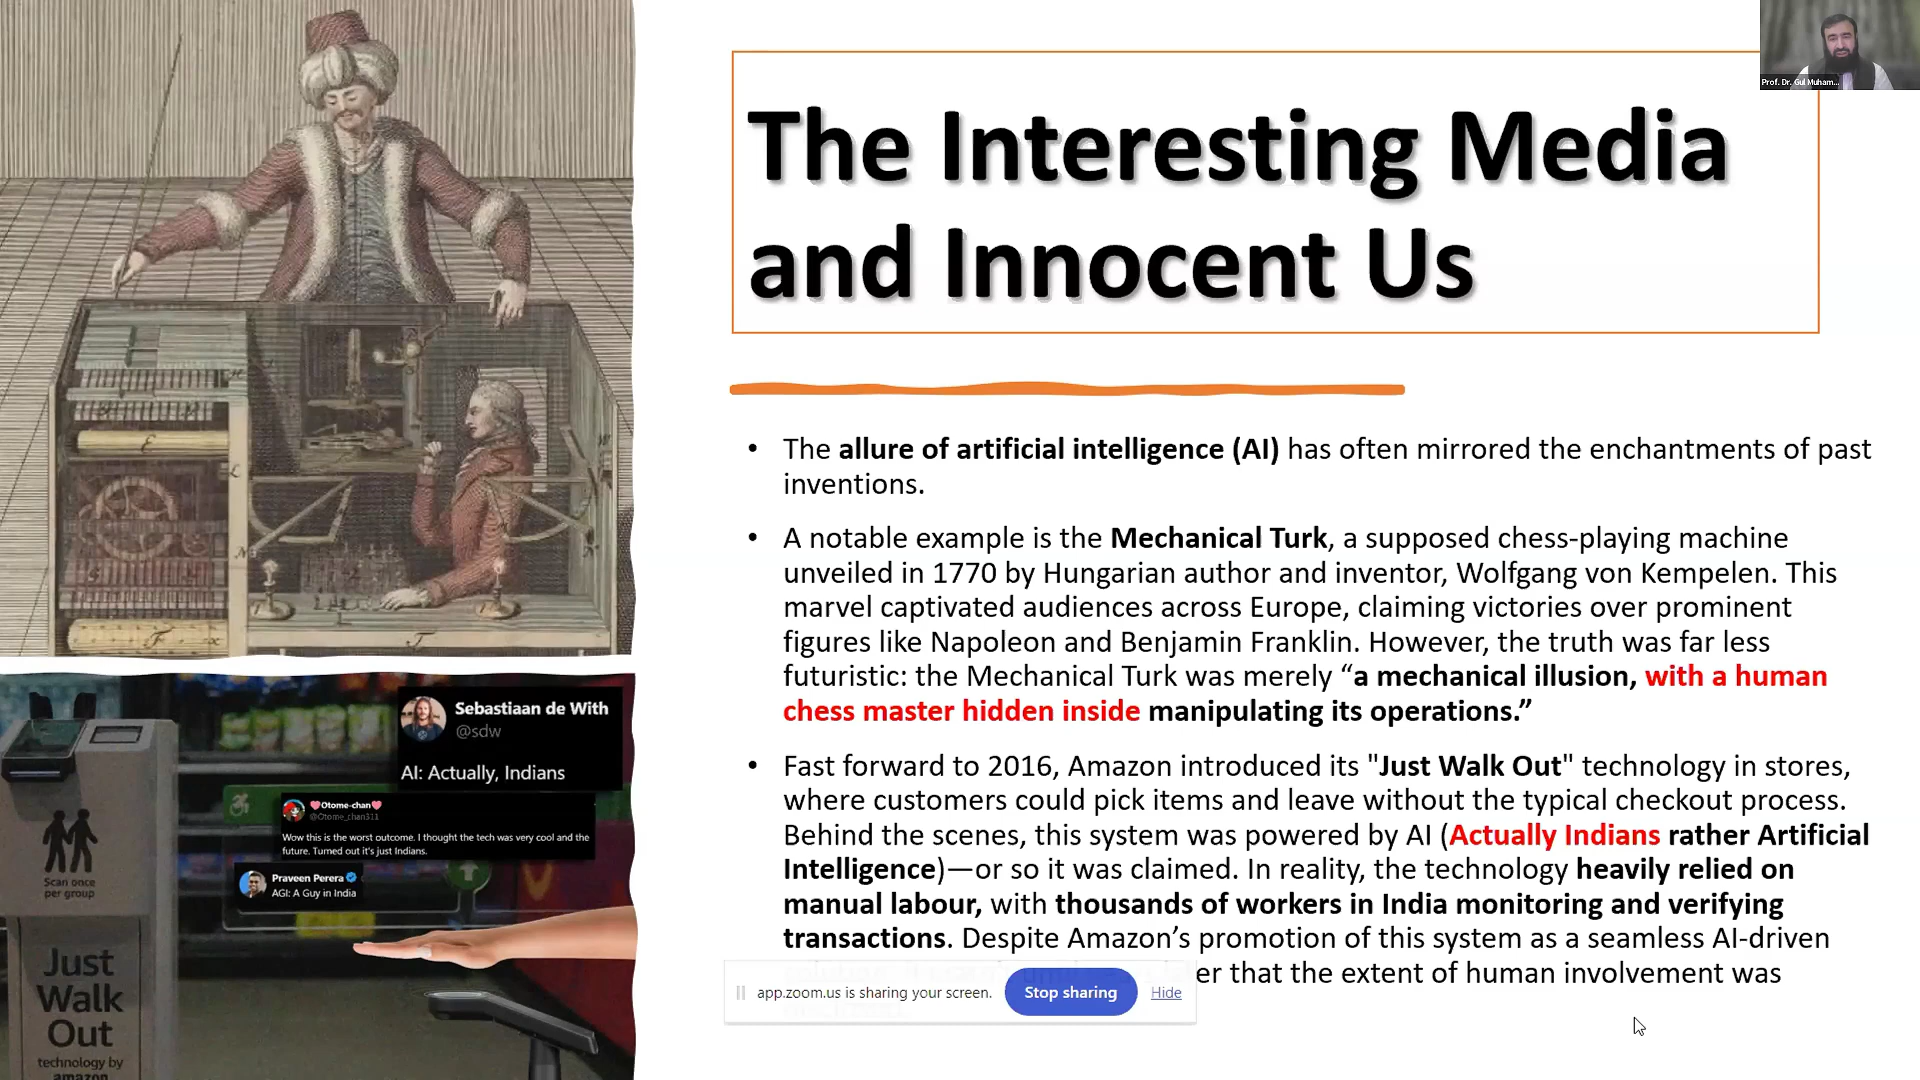 Prof. Dr. Gul Muham...
The Interesting Media
and Innocent Us
• The allure of artificial intelligence (AI) has often mirrored the enchantments of past
inventions.
• A notable example is the Mechanical Turk, a supposed chess-playing machine
unveiled in 1770 by Hungarian author and inventor, Wolfgang von Kempelen. This
marvel captivated audiences across Europe, claiming victories over prominent
figures like Napoleon and Benjamin Franklin. However, the truth was far less
futuristic: the Mechanical Turk was merely “a mechanical illusion, with a human
chess master hidden inside manipulating its operations.”
• Fast forward to 2016, Amazon introduced its "Just Walk Out" technology in stores,
where customers could pick items and leave without the typical checkout process.
Behind the scenes, this system was powered by AI (Actually Indians rather Artificial
Intelligence)—or so it was claimed. In reality, the technology heavily relied on
manual labour, with thousands of workers in India monitoring and verifying
transactions. Despite Amazon’s promotion of this system as a seamless AI-driven
er that the extent of human involvement was
app.zoom.us is sharing your screen.
Stop sharing
Hide
Sebastiaan de With
@sdw
AI: Actually, Indians
Otome-chan
@Otome_chan311
Wow this is the worst outcome. I thought the tech was very cool and the
future. Turned out it's just Indians.
Praveen Perera
AGI: A Guy in India
Scan once
per group
Just
Walk
Out
technology by
amazon